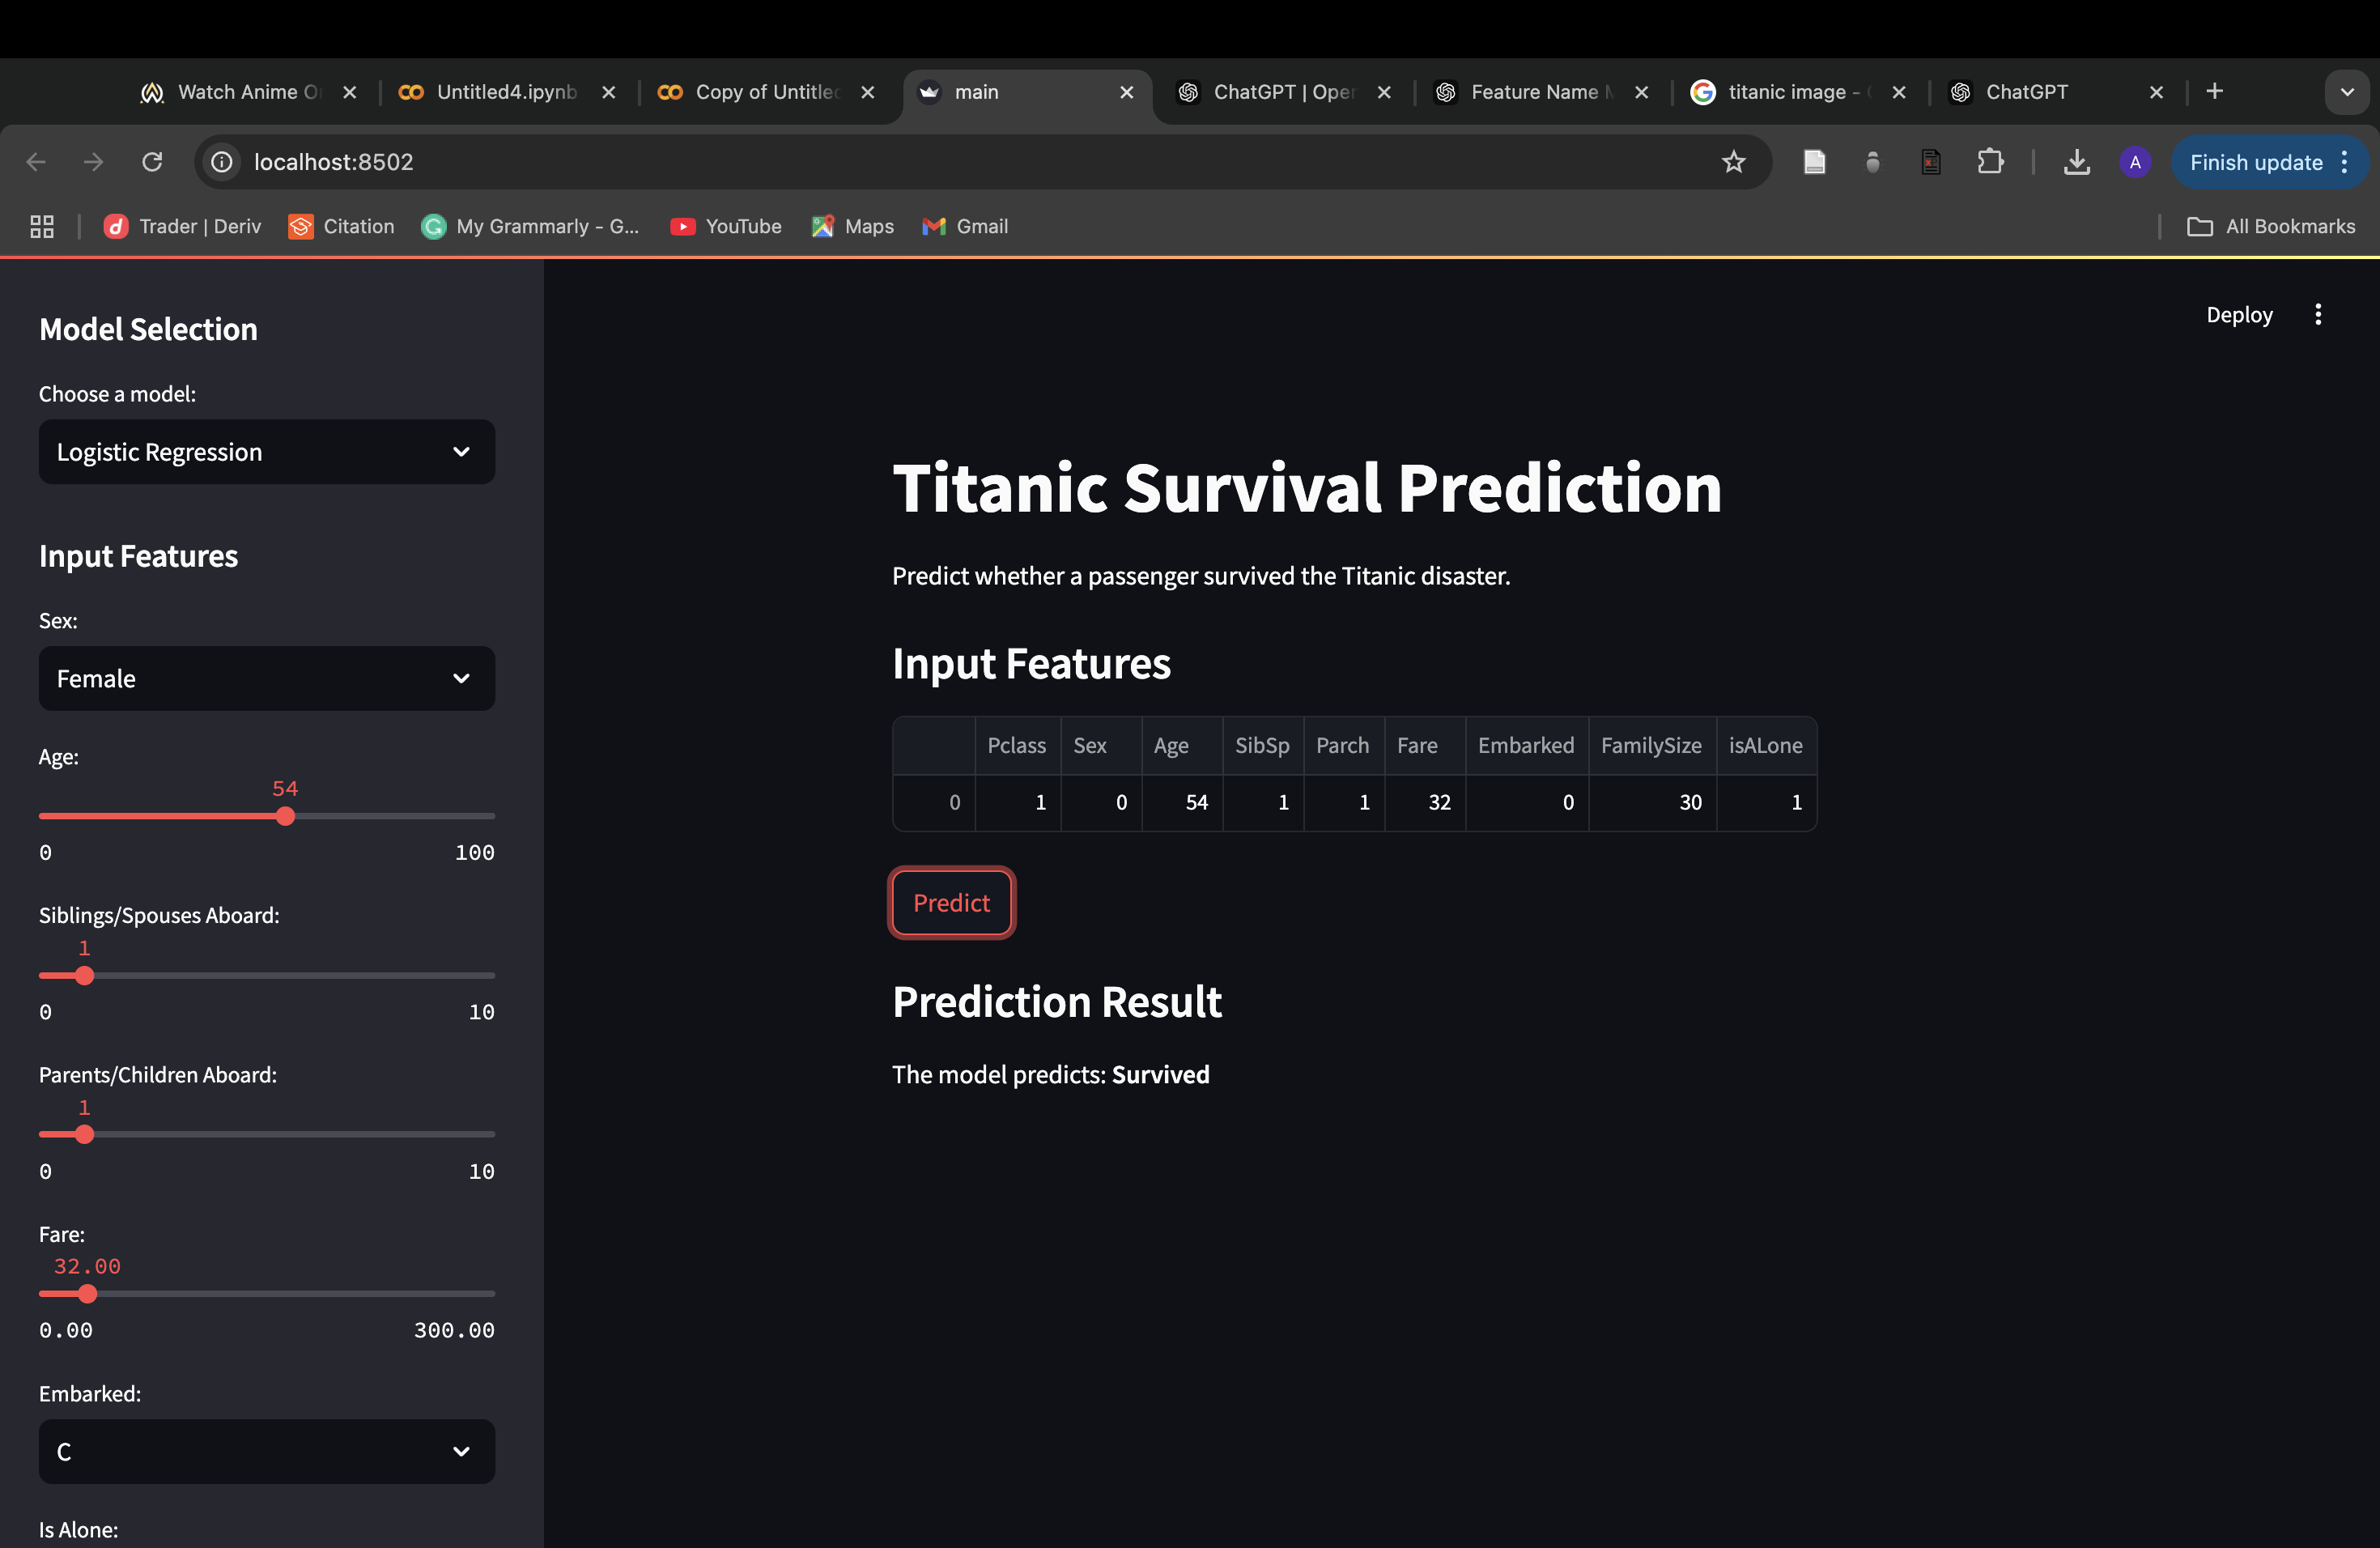 Watch Anime O
Untitled4.ipynb
Copy of Untitled
main
ChatGPT | Oper
Feature Name
titanic image -
ChatGPT
localhost:8502
A
Finish update
Trader | Deriv
Citation
My Grammarly - G...
YouTube
Maps
Gmail
All Bookmarks
Deploy
Model Selection
Choose a model:
Logistic Regression
Input Features
Sex:
Female
Age:
54
0 100
Siblings/Spouses Aboard:
1
0 10
Parents/Children Aboard:
1
0 10
Fare:
32.00
0.00 300.00
Embarked:
C
Is Alone:
Titanic Survival Prediction
Predict whether a passenger survived the Titanic disaster.
Input Features
Pclass Sex Age SibSp Parch Fare Embarked FamilySize isALone
0 1 0 54 1 1 32 0 30 1
Predict
Prediction Result
The model predicts: Survived